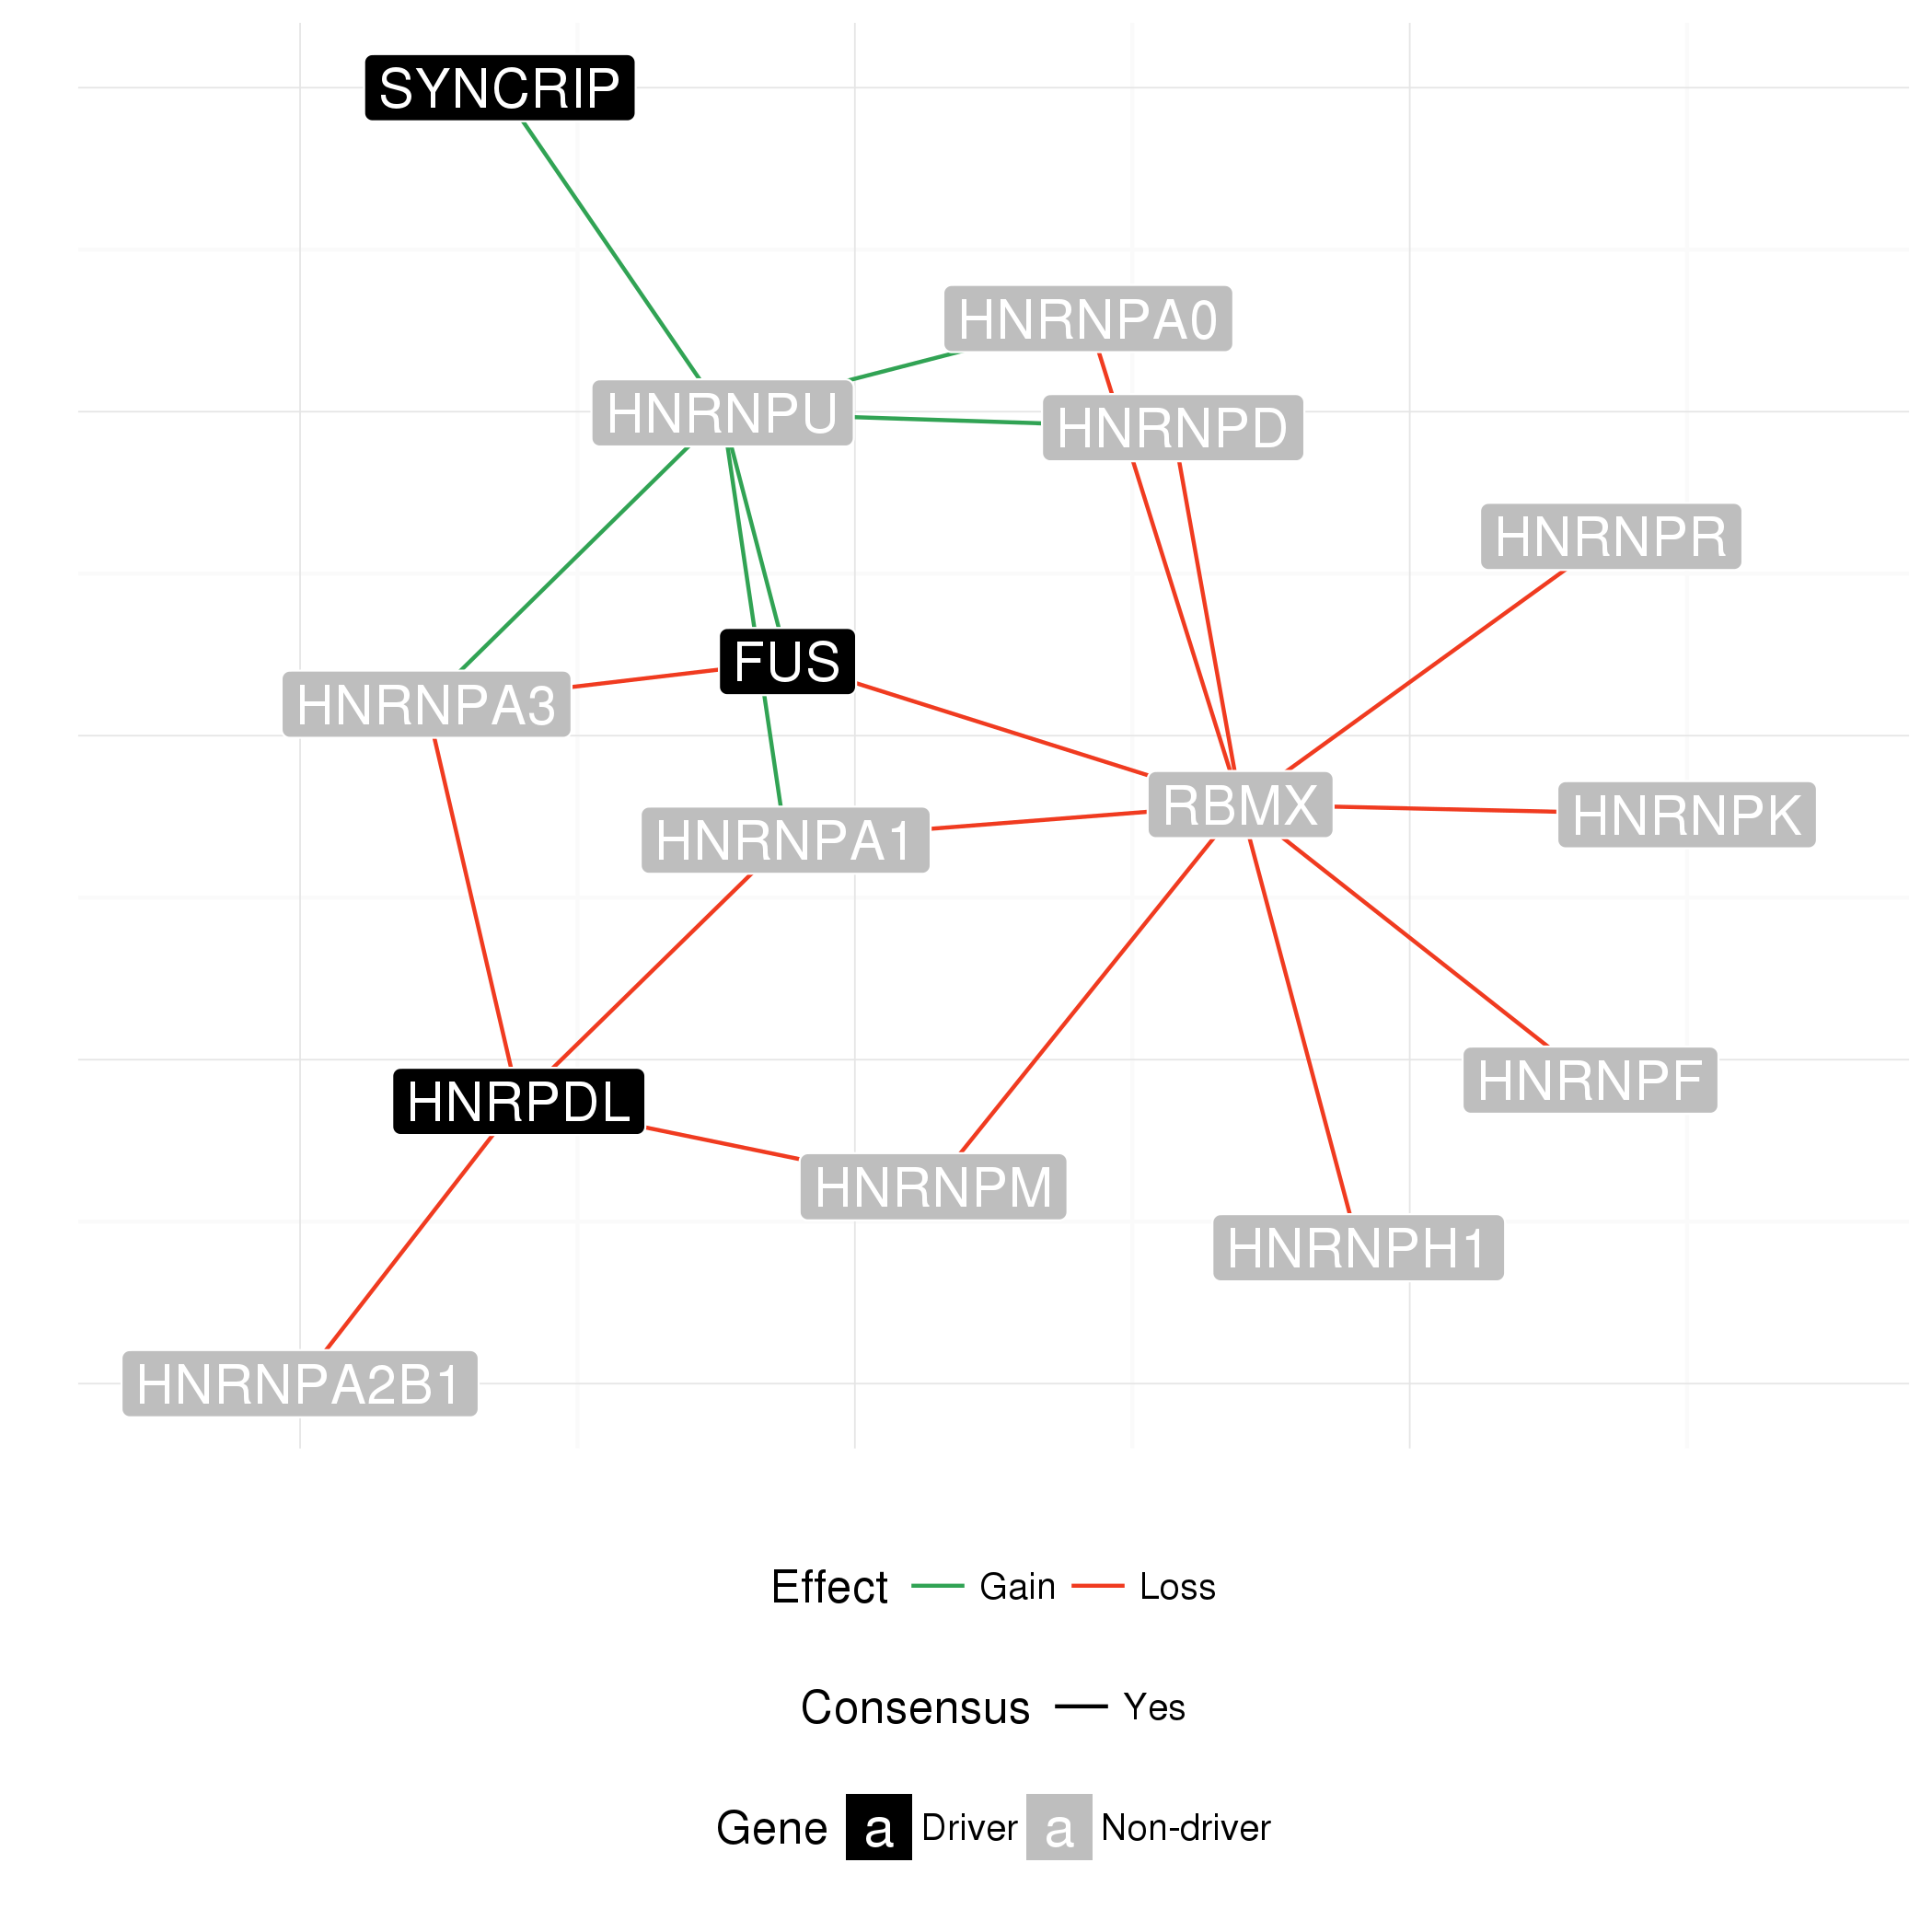 SYNCRIP
HNRNPA0
HNRNPU
HNRNPD
HNRNPR
FUS
HNRNPA3
RBMX
HNRNPK
HNRNPA1
HNRNPF
HNRPDL
HNRNPM
HNRNPH1
HNRNPA2B1
Effect Gain Loss
Consensus Yes
Gene a Driver a Non-driver